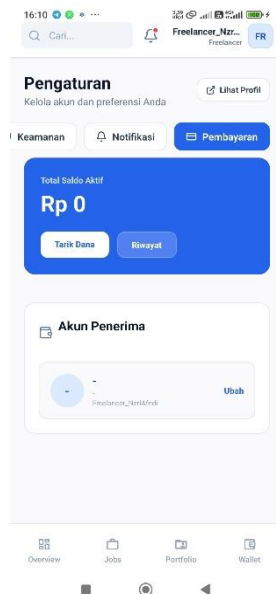 16:10
Cari...
Freelancer_Nzr...
Freelancer
FR
Pengaturan
Kelola akun dan preferensi Anda
Lihat Profil
Keamanan
Notifikasi
Pembayaran
Total Saldo Aktif
Rp 0
Tarik Dana
Riwayat
Akun Penerima
-
-
-
Ubah
Overview
Jobs
Portfolio
Wallet